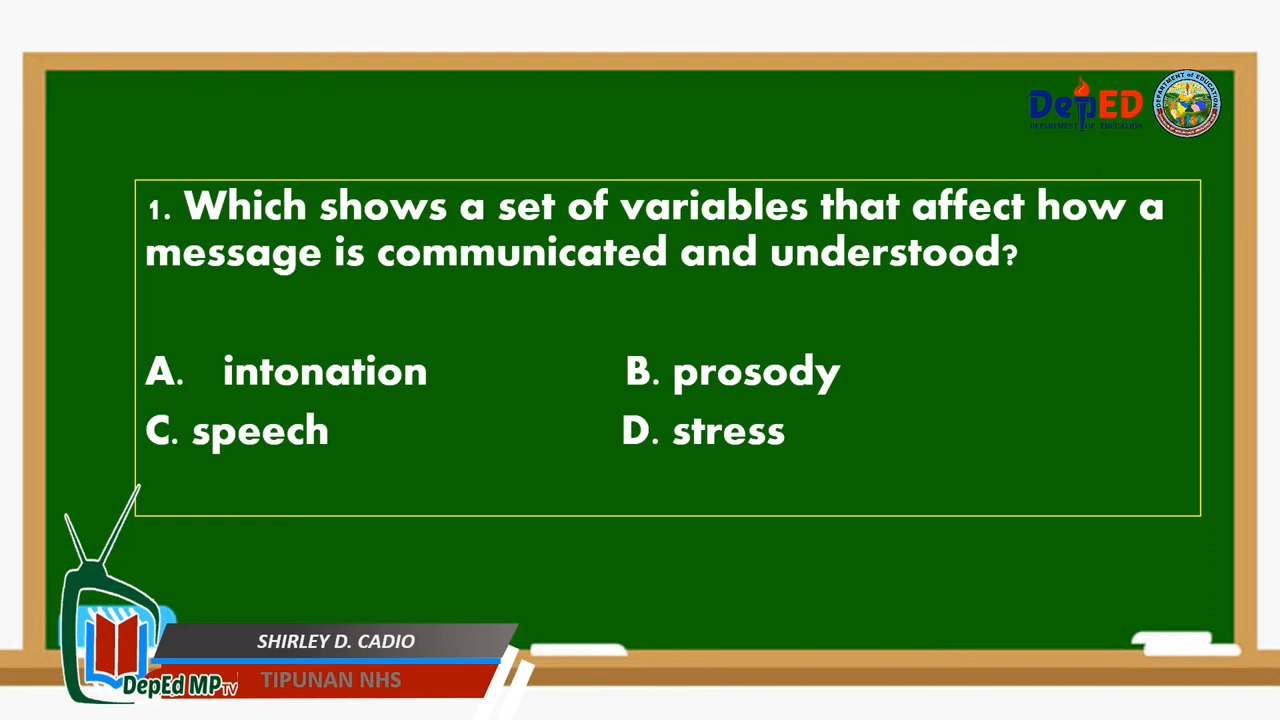 DepED
DEPARTMENT OF EDUCATION
1. Which shows a set of variables that affect how a
message is communicated and understood?
A. intonation B. prosody
C. speech D. stress
SHIRLEY D. CADIO
DepEd MPTV TIPUNAN NHS